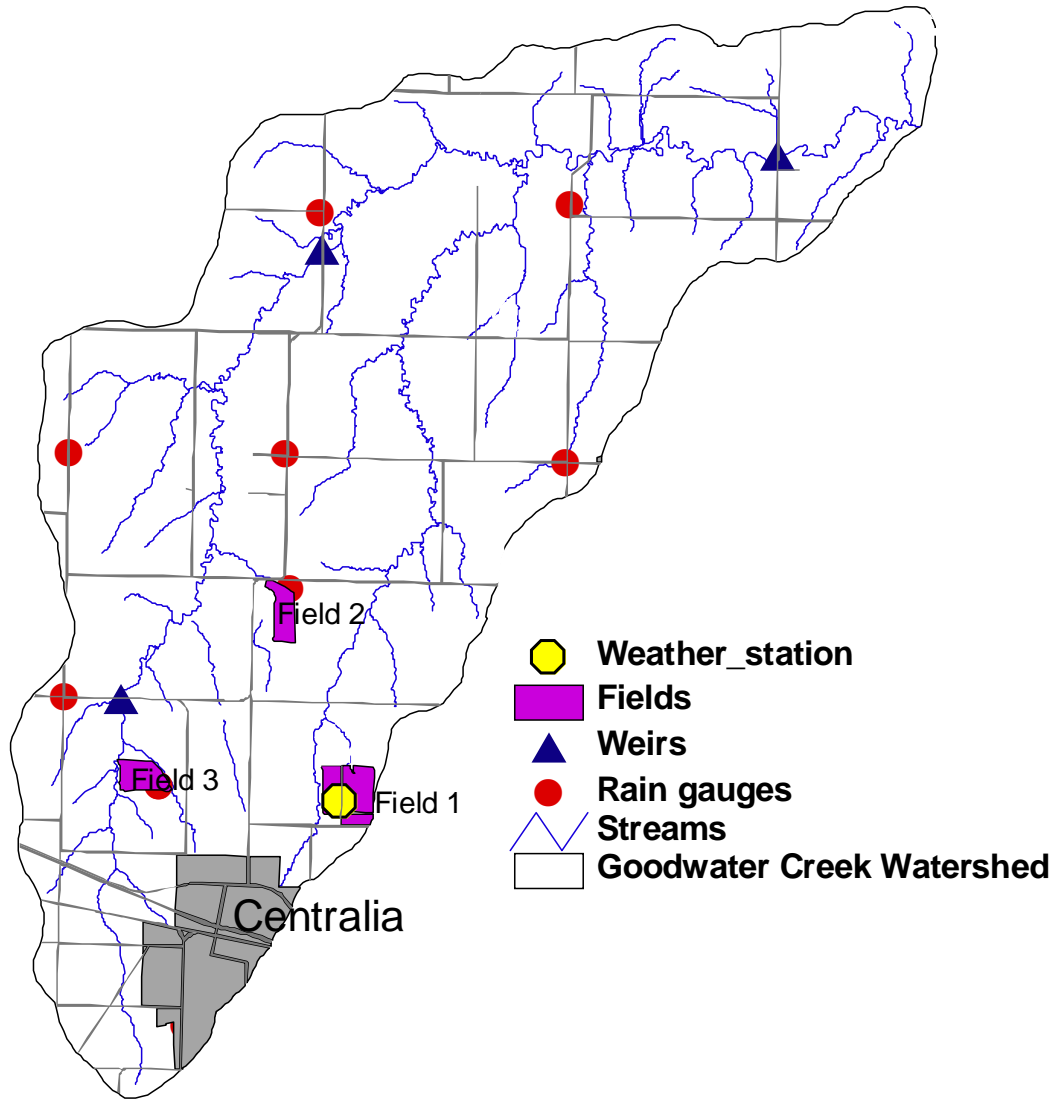 Field 2
Weather_station
Fields
Weirs
Field 3
Field 1
Rain gauges
Streams
Goodwater Creek Watershed
Centralia